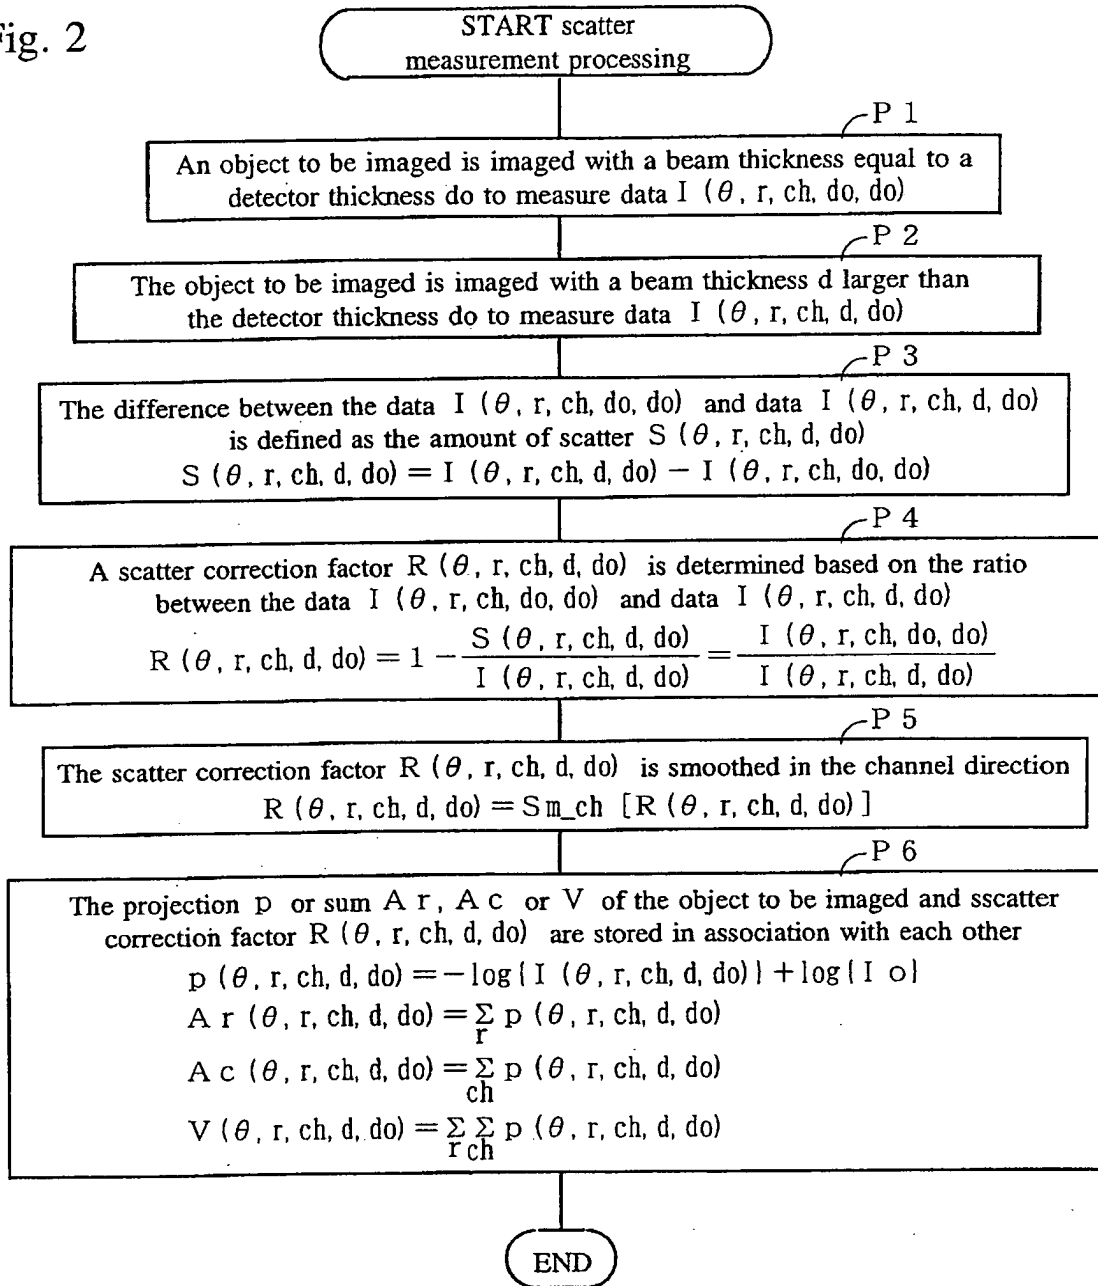 Fig. 2
START scatter
measurement processing
P 1
An object to be imaged is imaged with a beam thickness equal to a
detector thickness do to measure data I (θ, r, ch, do, do)
P 2
The object to be imaged is imaged with a beam thickness d larger than
the detector thickness do to measure data I (θ, r, ch, d, do)
P 3
The difference between the data I (θ, r, ch, do, do) and data I (θ, r, ch, d, do)
is defined as the amount of scatter S (θ, r, ch, d, do)
S (θ, r, ch, d, do) = I (θ, r, ch, d, do) − I (θ, r, ch, do, do)
P 4
A scatter correction factor R (θ, r, ch, d, do) is determined based on the ratio
between the data I (θ, r, ch, do, do) and data I (θ, r, ch, d, do)
R (θ, r, ch, d, do) = 1 − S (θ, r, ch, d, do) / I (θ, r, ch, d, do) = I (θ, r, ch, do, do) / I (θ, r, ch, d, do)
P 5
The scatter correction factor R (θ, r, ch, d, do) is smoothed in the channel direction
R (θ, r, ch, d, do) = Sm_ch [R (θ, r, ch, d, do)]
P 6
The projection p or sum A r, A c or V of the object to be imaged and sscatter
correction factor R (θ, r, ch, d, do) are stored in association with each other
p (θ, r, ch, d, do) = −log{I (θ, r, ch, d, do)} + log{I o}
A r (θ, r, ch, d, do) = Σ r p (θ, r, ch, d, do)
A c (θ, r, ch, d, do) = Σ ch p (θ, r, ch, d, do)
V (θ, r, ch, d, do) = Σ r Σ ch p (θ, r, ch, d, do)
END